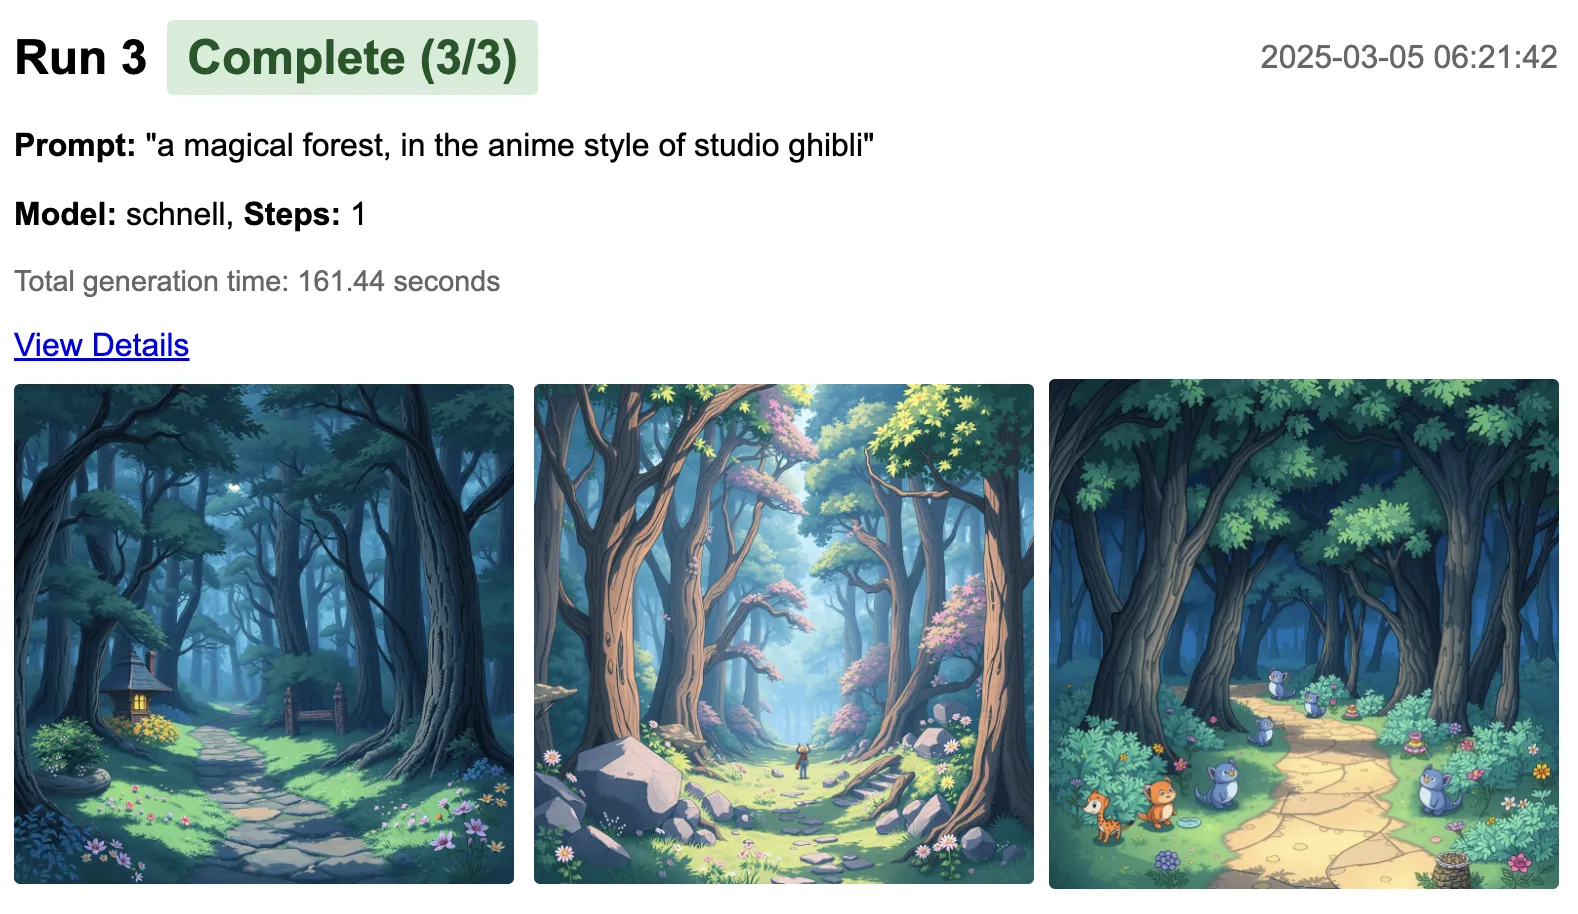 Run 3 Complete (3/3) 2025-03-05 06:21:42
Prompt: "a magical forest, in the anime style of studio ghibli"
Model: schnell, Steps: 1
Total generation time: 161.44 seconds
View Details